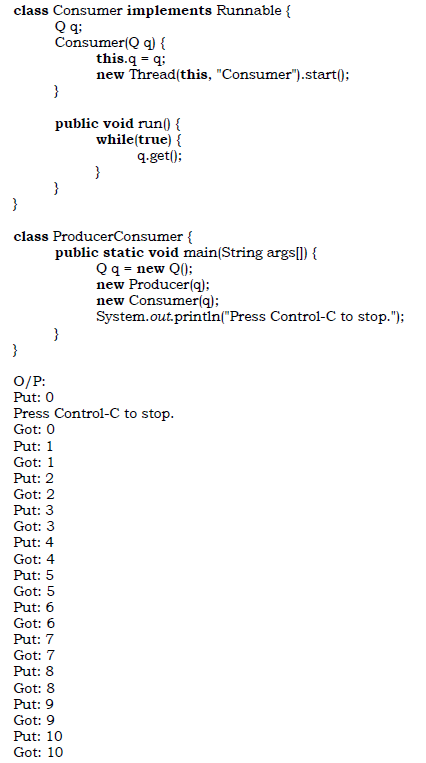 class Consumer implements Runnable {
Q q;
Consumer(Q q) {
this.q = q;
new Thread(this, "Consumer").start();
}
public void run() {
while(true) {
q.get();
}
}
}
class ProducerConsumer {
public static void main(String args[]) {
Q q = new Q();
new Producer(q);
new Consumer(q);
System.out.println("Press Control-C to stop.");
}
}
O/P:
Put: 0
Press Control-C to stop.
Got: 0
Put: 1
Got: 1
Put: 2
Got: 2
Put: 3
Got: 3
Put: 4
Got: 4
Put: 5
Got: 5
Put: 6
Got: 6
Put: 7
Got: 7
Put: 8
Got: 8
Put: 9
Got: 9
Put: 10
Got: 10